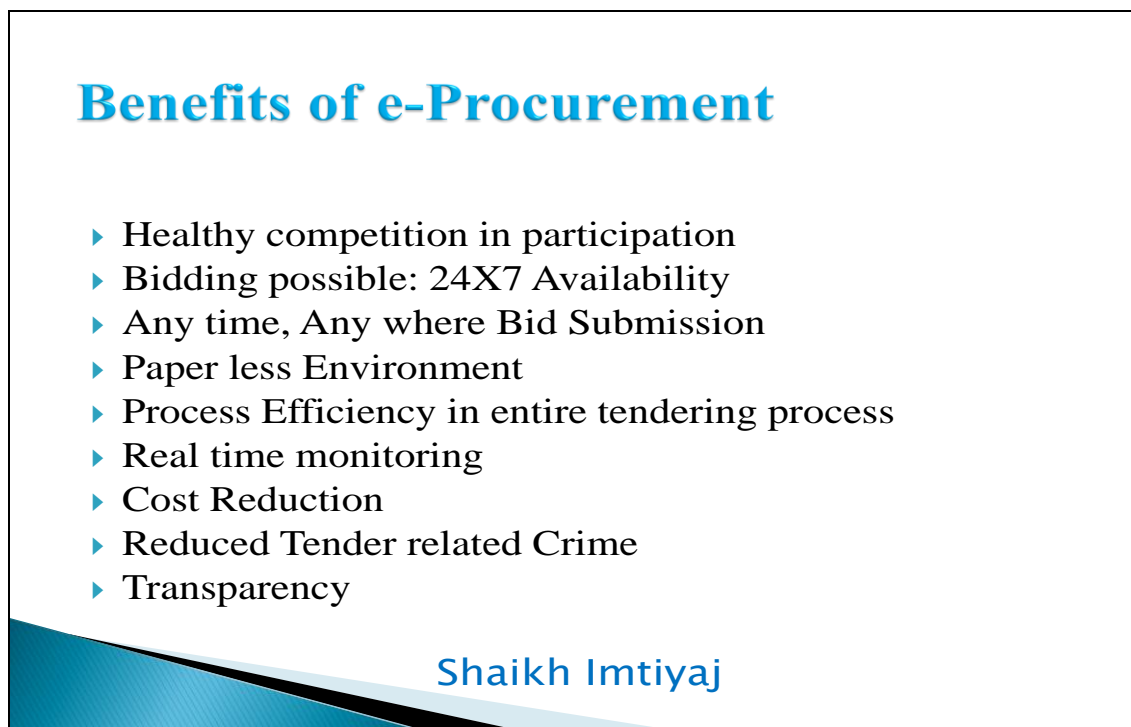 Benefits of e-Procurement
Healthy competition in participation
Bidding possible: 24X7 Availability
Any time, Any where Bid Submission
Paper less Environment
Process Efficiency in entire tendering process
Real time monitoring
Cost Reduction
Reduced Tender related Crime
Transparency
Shaikh Imtiyaj